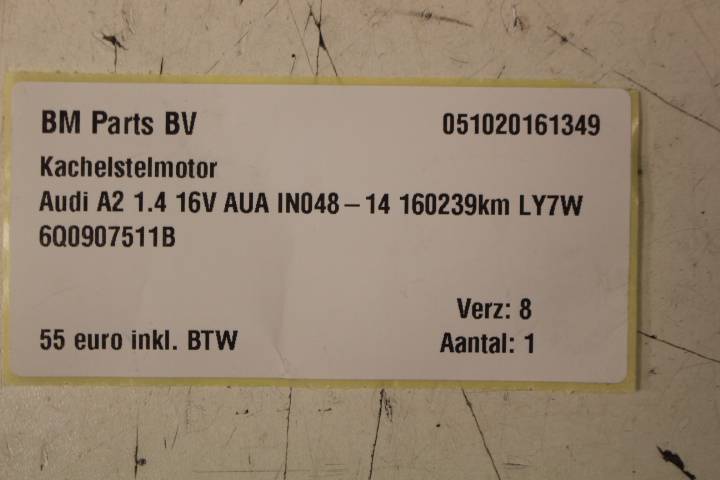 BM Parts BV 051020161349
Kachelstelmotor
Audi A2 1.4 16V AUA IN048-14 160239km LY7W
6Q0907511B
Verz: 8
55 euro inkl. BTW Aantal: 1